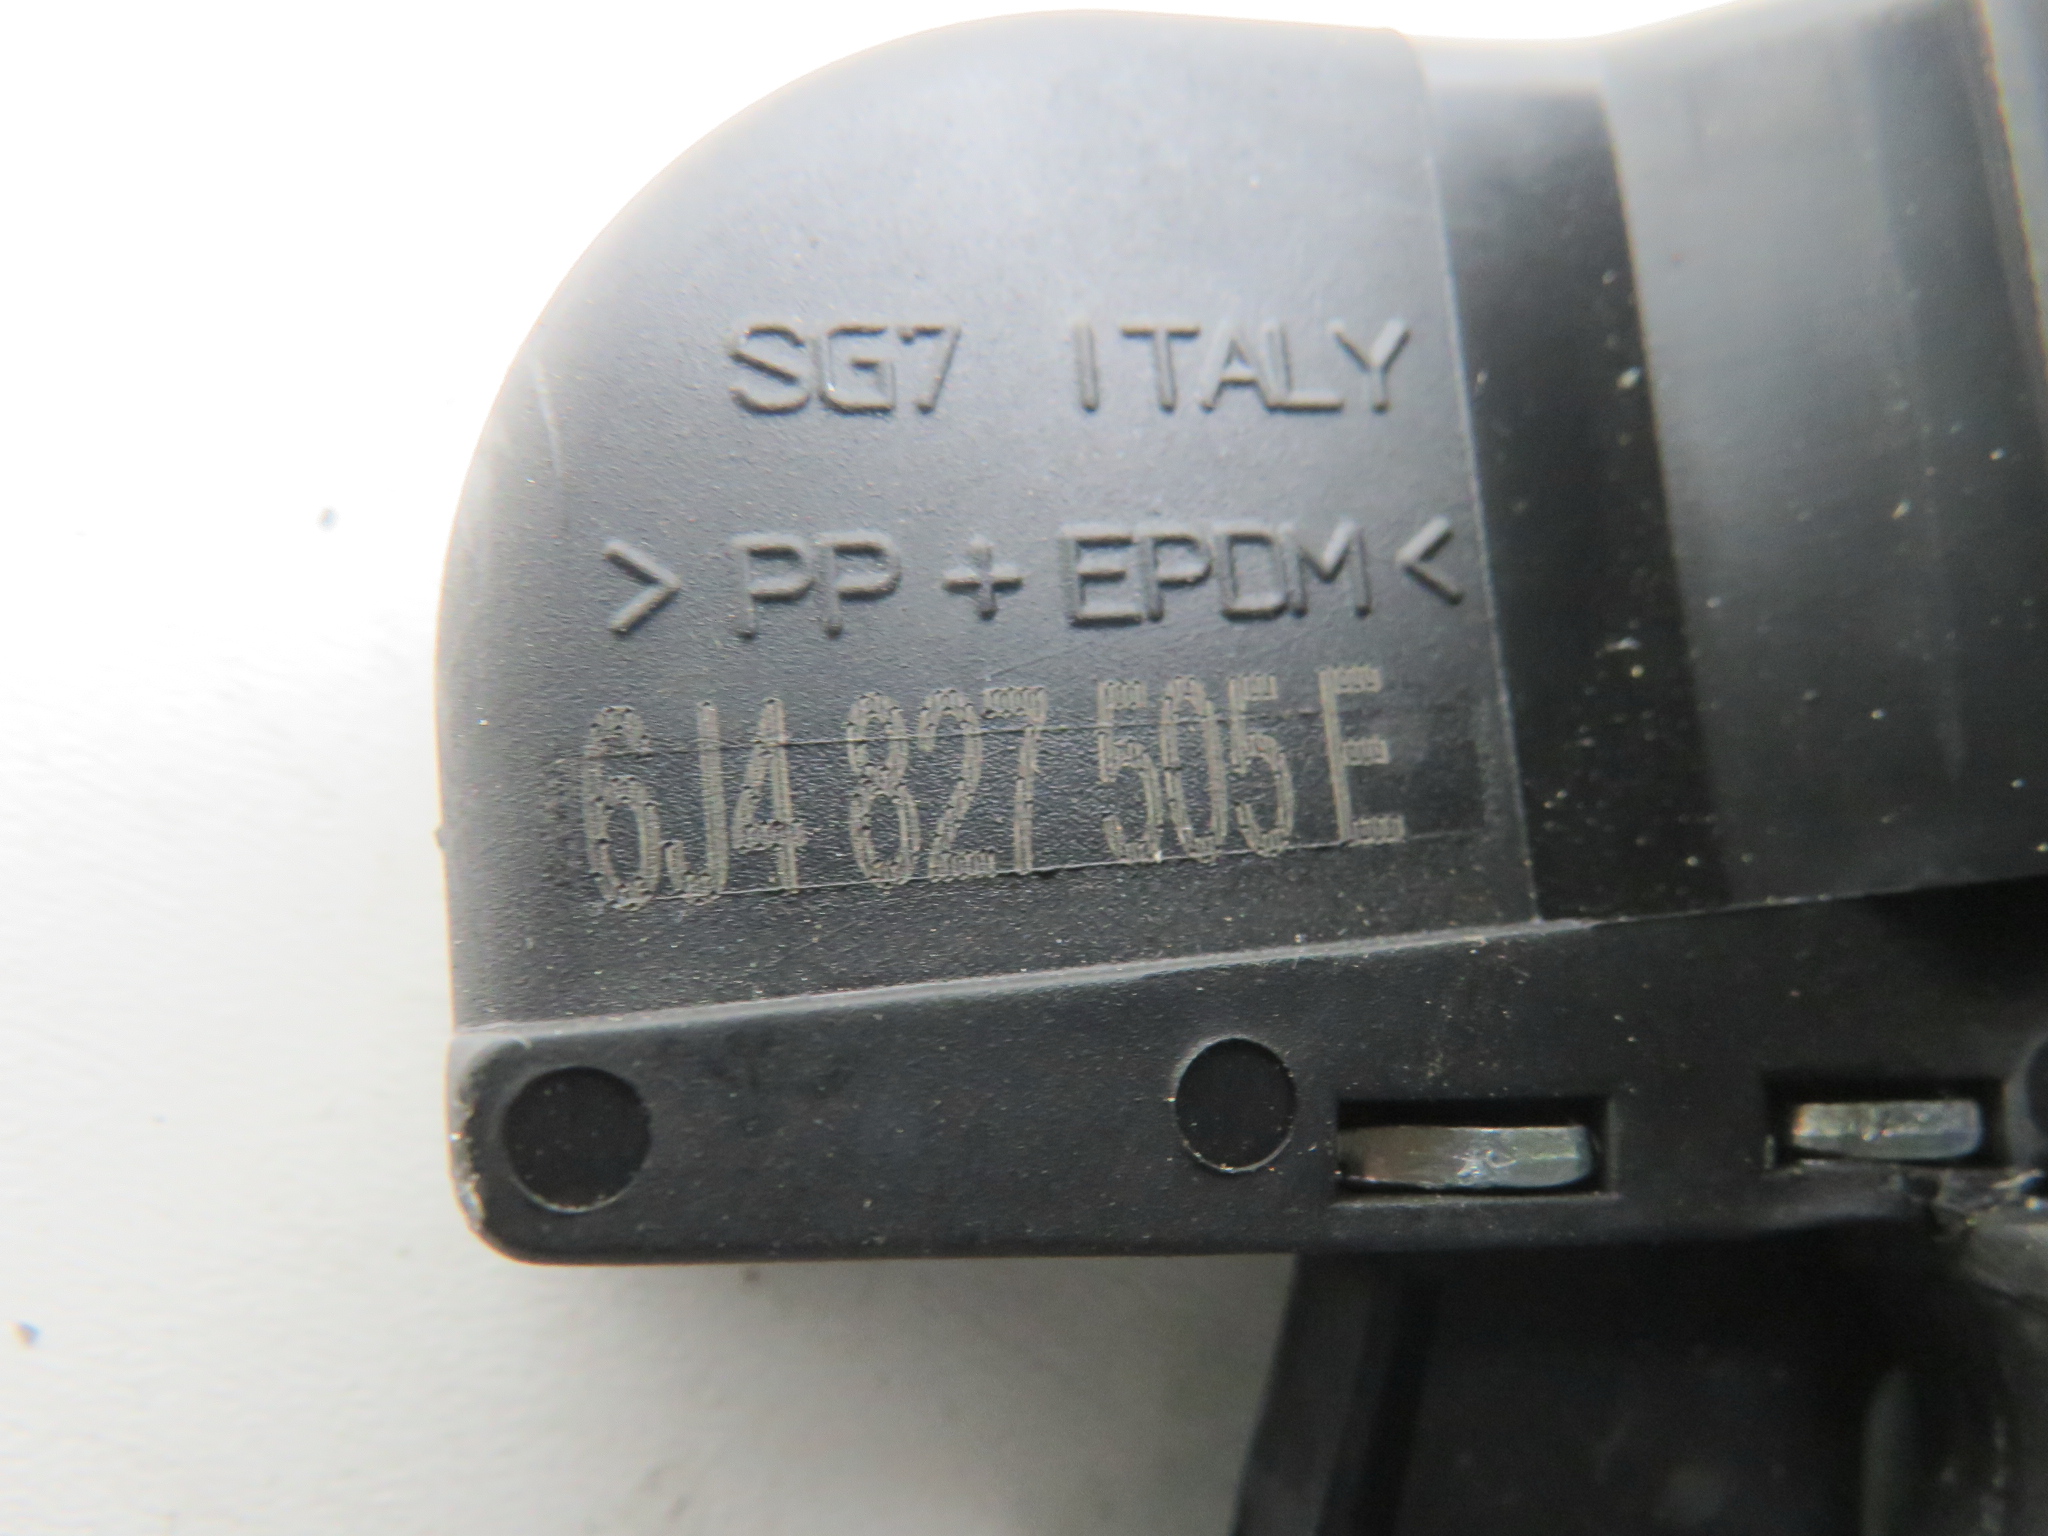 SG7 ITALY
>PP+EPDM<
6J4 827 505 E